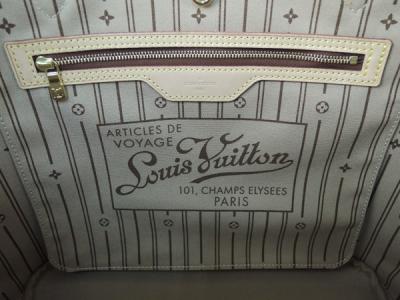 ARTICLES DE
VOYAGE
Louis Vuitton
101, CHAMPS ELYSEES
PARIS